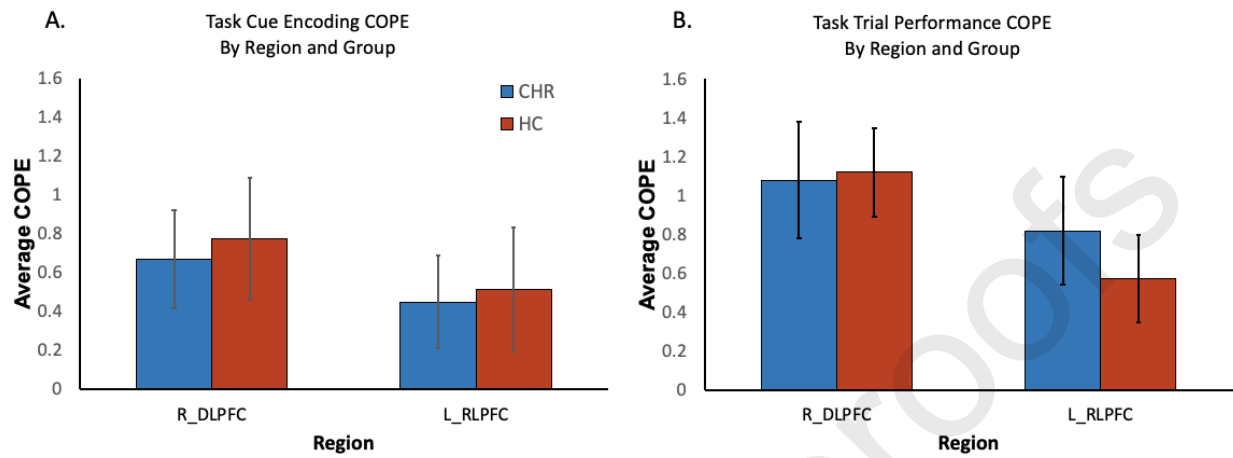 A.
Task Cue Encoding COPE
By Region and Group
Average COPE
1.6
1.4
1.2
1
0.8
0.6
0.4
0.2
0
CHR
HC
R_DLPFC
L_RLPFC
Region
B.
Task Trial Performance COPE
By Region and Group
Average COPE
1.6
1.4
1.2
1
0.8
0.6
0.4
0.2
0
R_DLPFC
L_RLPFC
Region
roofs